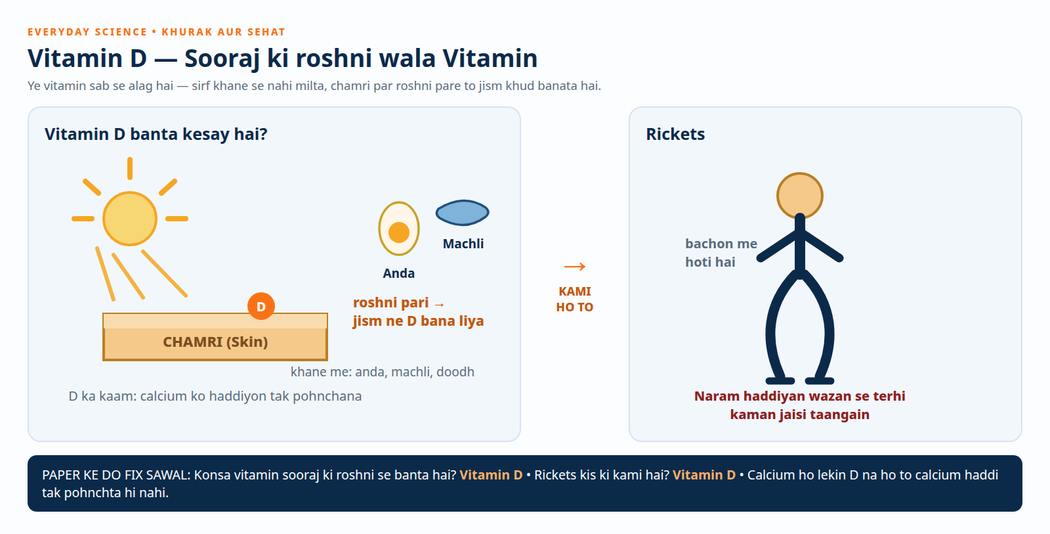 EVERYDAY SCIENCE • KHURAK AUR SEHAT
Vitamin D — Sooraj ki roshni wala Vitamin
Ye vitamin sab se alag hai — sirf khane se nahi milta, chamri par roshni pare to jism khud banata hai.
Vitamin D banta kesay hai?
Machli
Anda
D
roshni pari →
jism ne D bana liya
CHAMRI (Skin)
khane me: anda, machli, doodh
D ka kaam: calcium ko haddiyon tak pohnchana
→
KAMI
HO TO
Rickets
bachon me
hoti hai
Naram haddiyan wazan se terhi
kaman jaisi taangain
PAPER KE DO FIX SAWAL: Konsa vitamin sooraj ki roshni se banta hai? Vitamin D • Rickets kis ki kami hai? Vitamin D • Calcium ho lekin D na ho to calcium haddi
tak pohnchta hi nahi.